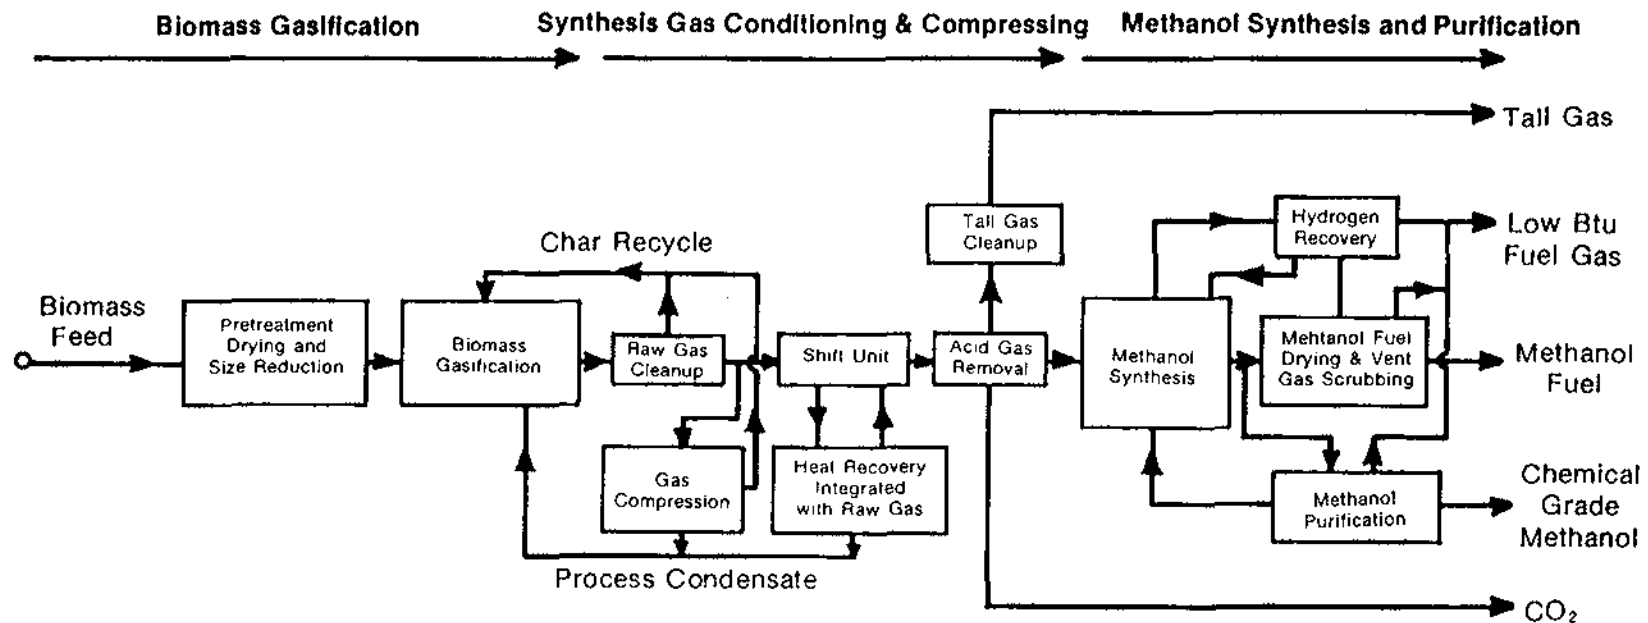 Biomass Gasification
Synthesis Gas Conditioning & Compressing
Methanol Synthesis and Purification
Tall Gas
Tall Gas
Cleanup
Hydrogen
Recovery
Low Btu
Fuel Gas
Char Recycle
Biomass
Feed
Pretreatment
Drying and
Size Reduction
Biomass
Gasification
Raw Gas
Cleanup
Shift Unit
Acid Gas
Removal
Methanol
Synthesis
Mehtanol Fuel
Drying & Vent
Gas Scrubbing
Methanol
Fuel
Gas
Compression
Heal Recovery
Integrated
with Raw Gas
Methanol
Purification
Chemical
Grade
Methanol
Process Condensate
CO₂